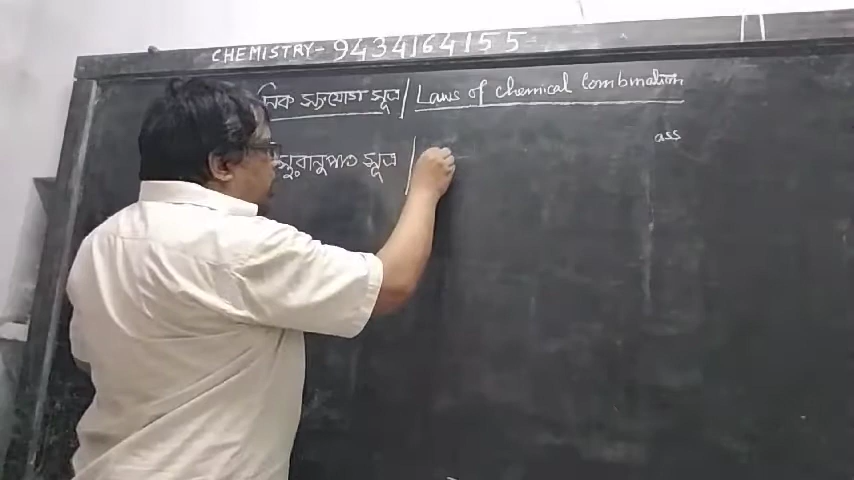 CHEMISTRY- 9434164155
সংযোগ সূত্র / Laws of chemical Combination
ass
সূত্র /